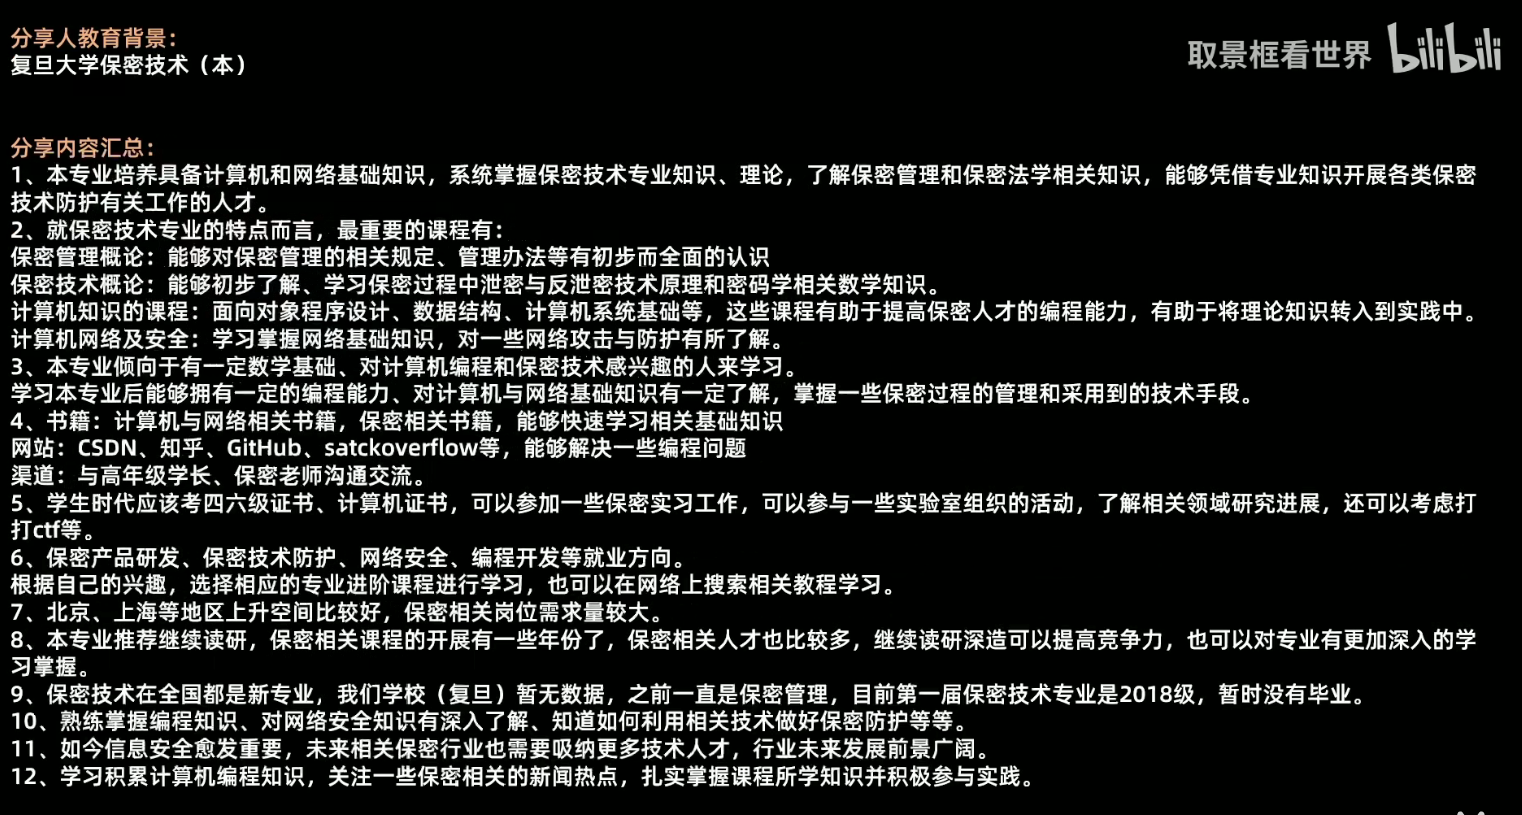 分享人教育背景：
取景框看世界 bilibili
复旦大学保密技术（本）
分享内容汇总：
1、本专业培养具备计算机和网络基础知识，系统掌握保密技术专业知识、理论，了解保密管理和保密法学相关知识，能够凭借专业知识开展各类保密
技术防护有关工作的人才。
2、就保密技术专业的特点而言，最重要的课程有：
保密管理概论：能够对保密管理的相关规定、管理办法等有初步而全面的认识
保密技术概论：能够初步了解、学习保密过程中泄密与反泄密技术原理和密码学相关数学知识。
计算机知识的课程：面向对象程序设计、数据结构、计算机系统基础等，这些课程有助于提高保密人才的编程能力，有助于将理论知识转入到实践中。
计算机网络及安全：学习掌握网络基础知识，对一些网络攻击与防护有所了解。
3、本专业倾向于有一定数学基础、对计算机编程和保密技术感兴趣的人来学习。
学习本专业后能够拥有一定的编程能力、对计算机与网络基础知识有一定了解，掌握一些保密过程的管理和采用到的技术手段。
4、书籍：计算机与网络相关书籍，保密相关书籍，能够快速学习相关基础知识
网站：CSDN、知乎、GitHub、satckoverflow等，能够解决一些编程问题
渠道：与高年级学长、保密老师沟通交流。
5、学生时代应该考四六级证书、计算机证书，可以参加一些保密实习工作，可以参与一些实验室组织的活动，了解相关领域研究进展，还可以考虑打
打ctf等。
6、保密产品研发、保密技术防护、网络安全、编程开发等就业方向。
根据自己的兴趣，选择相应的专业进阶课程进行学习，也可以在网络上搜索相关教程学习。
7、北京、上海等地区上升空间比较好，保密相关岗位需求量较大。
8、本专业推荐继续读研，保密相关课程的开展有一些年份了，保密相关人才也比较多，继续读研深造可以提高竞争力，也可以对专业有更加深入的学
习掌握。
9、保密技术在全国都是新专业，我们学校（复旦）暂无数据，之前一直是保密管理，目前第一届保密技术专业是2018级，暂时没有毕业。
10、熟练掌握编程知识、对网络安全知识有深入了解、知道如何利用相关技术做好保密防护等等。
11、如今信息安全愈发重要，未来相关保密行业也需要吸纳更多技术人才，行业未来发展前景广阔。
12、学习积累计算机编程知识，关注一些保密相关的新闻热点，扎实掌握课程所学知识并积极参与实践。